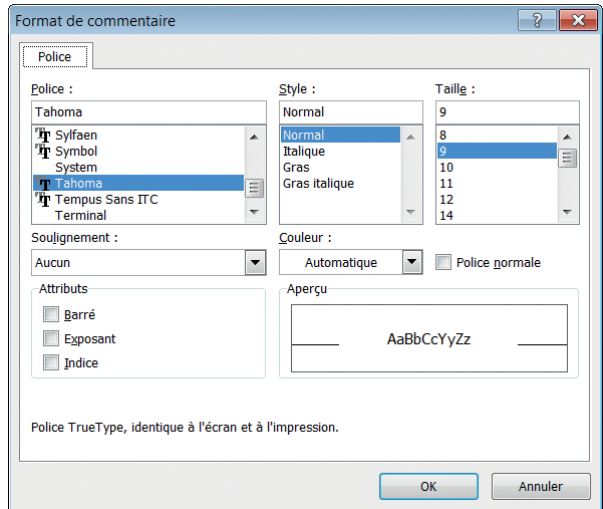 Format de commentaire
Police
Police :
Style :
Taille :
Tahoma
Normal
9
Sylfaen
Symbol
System
Tahoma
Tempus Sans ITC
Terminal
Normal
Italique
Gras
Gras italique
8
9
10
11
12
14
Soulignement :
Couleur :
Aucun
Automatique
Police normale
Attributs
Barré
Exposant
Indice
Aperçu
AaBbCcYyZz
Police TrueType, identique à l'écran et à l'impression.
OK
Annuler